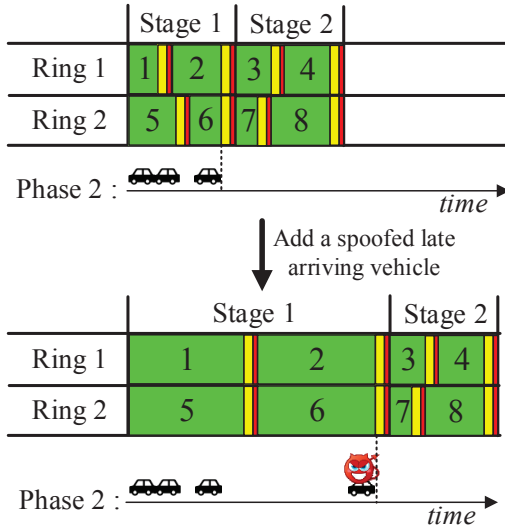 Stage 1 Stage 2
Ring 1 1 2 3 4
Ring 2 5 6 7 8
Phase 2 :
time
Add a spoofed late
arriving vehicle
Stage 1 Stage 2
Ring 1 1 2 3 4
Ring 2 5 6 7 8
Phase 2 :
time